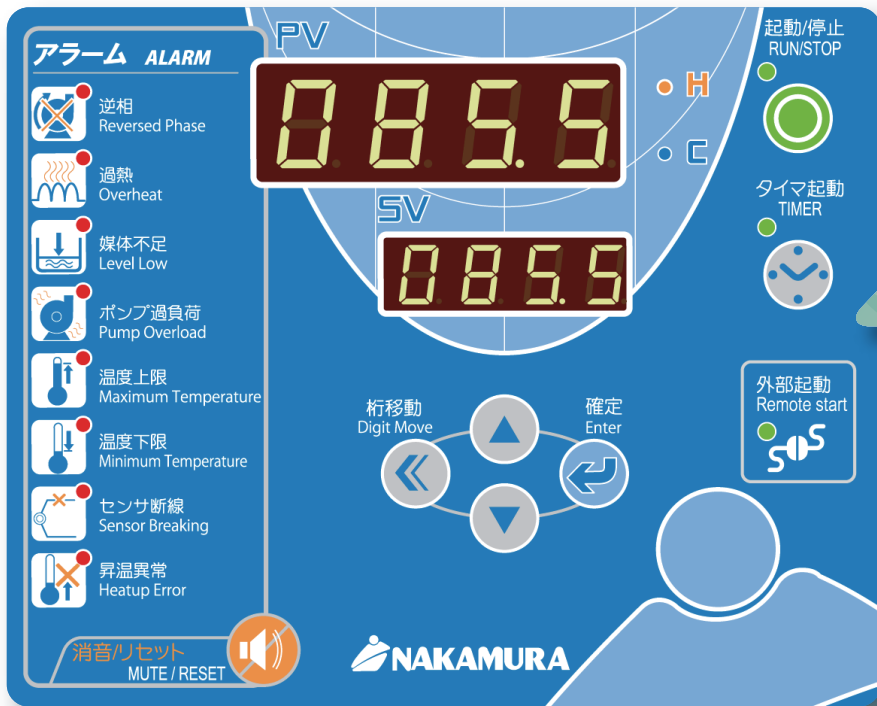 アラーム ALARM
逆相
Reversed Phase
過熱
Overheat
媒体不足
Level Low
ポンプ過負荷
Pump Overload
温度上限
Maximum Temperature
温度下限
Minimum Temperature
センサ断線
Sensor Breaking
昇温異常
Heatup Error
消音/リセット
MUTE / RESET
PV
085.5
H
C
SV
085.5
桁移動
Digit Move
確定
Enter
NAKAMURA
起動/停止
RUN/STOP
タイマ起動
TIMER
外部起動
Remote start